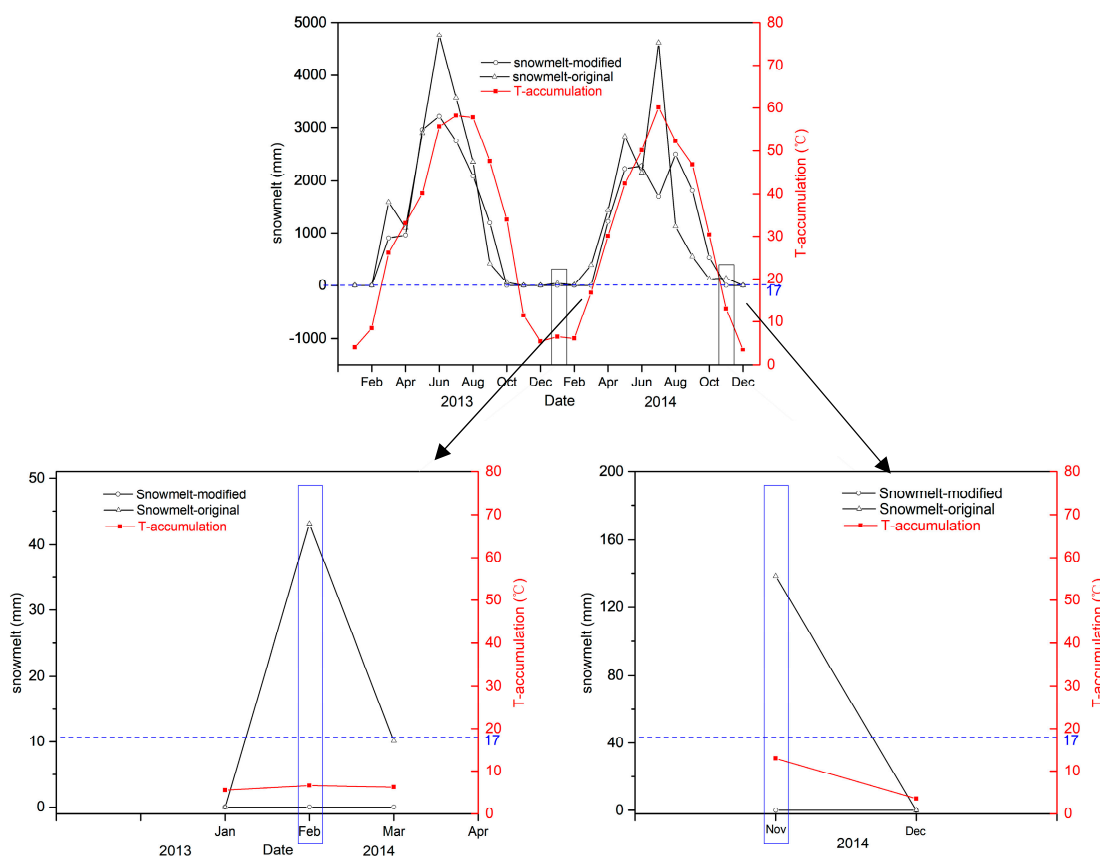 5000
4000
3000
2000
1000
0
-1000
snowmelt (mm)
snowmelt-modified
snowmelt-original
T-accumulation
80
70
60
50
40
30
20
17
10
0
T-accumulation (℃)
Feb Apr Jun Aug Oct Dec Feb Apr Jun Aug Oct Dec
2013 Date 2014
50
40
30
20
10
0
snowmelt (mm)
Snowmelt-modified
Snowmelt-original
T-accumulation
80
70
60
50
40
30
20
17
10
0
T-accumulation (℃)
Jan Feb Mar Apr
2013 Date 2014
200
160
120
80
40
0
snowmelt (mm)
Snowmelt-modified
Snowmelt-original
T-accumulation
80
70
60
50
40
30
20
17
10
0
T-accumulation (℃)
Nov Dec
2014